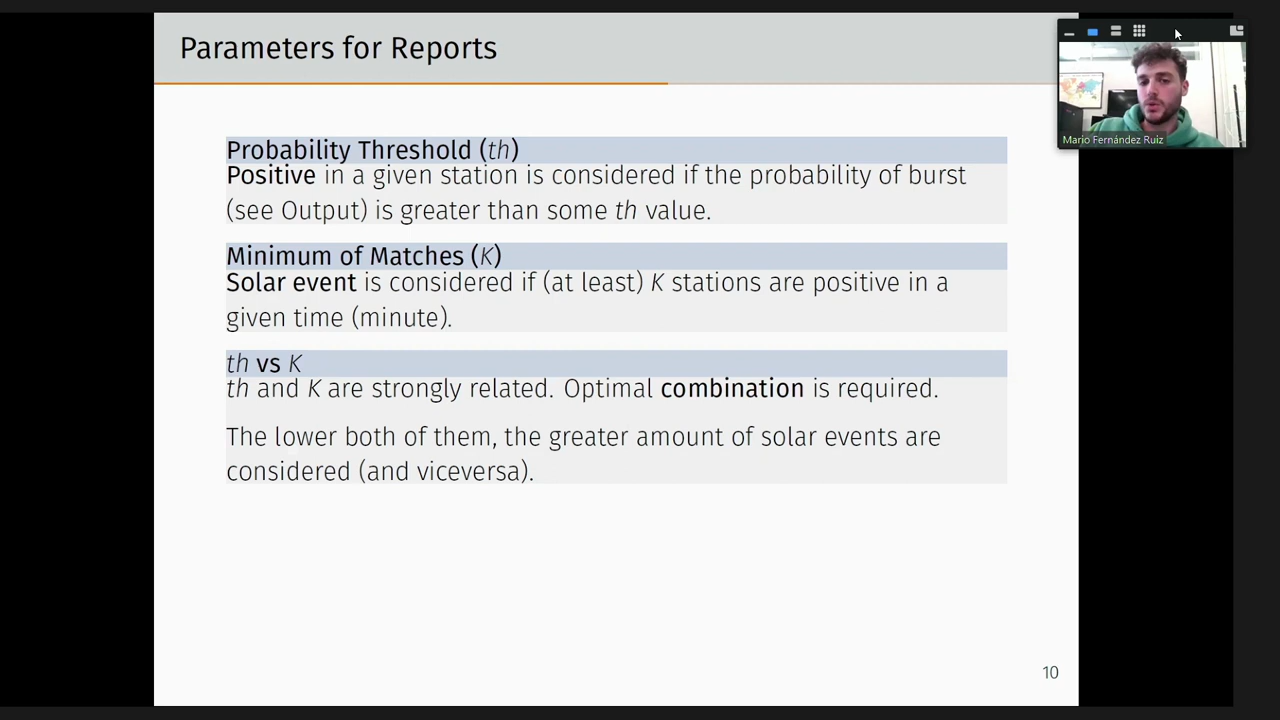 Parameters for Reports
Probability Threshold (th)
Positive in a given station is considered if the probability of burst
(see Output) is greater than some th value.
Minimum of Matches (K)
Solar event is considered if (at least) K stations are positive in a
given time (minute).
th vs K
th and K are strongly related. Optimal combination is required.
The lower both of them, the greater amount of solar events are
considered (and viceversa).
10
Mario Fernández Ruiz